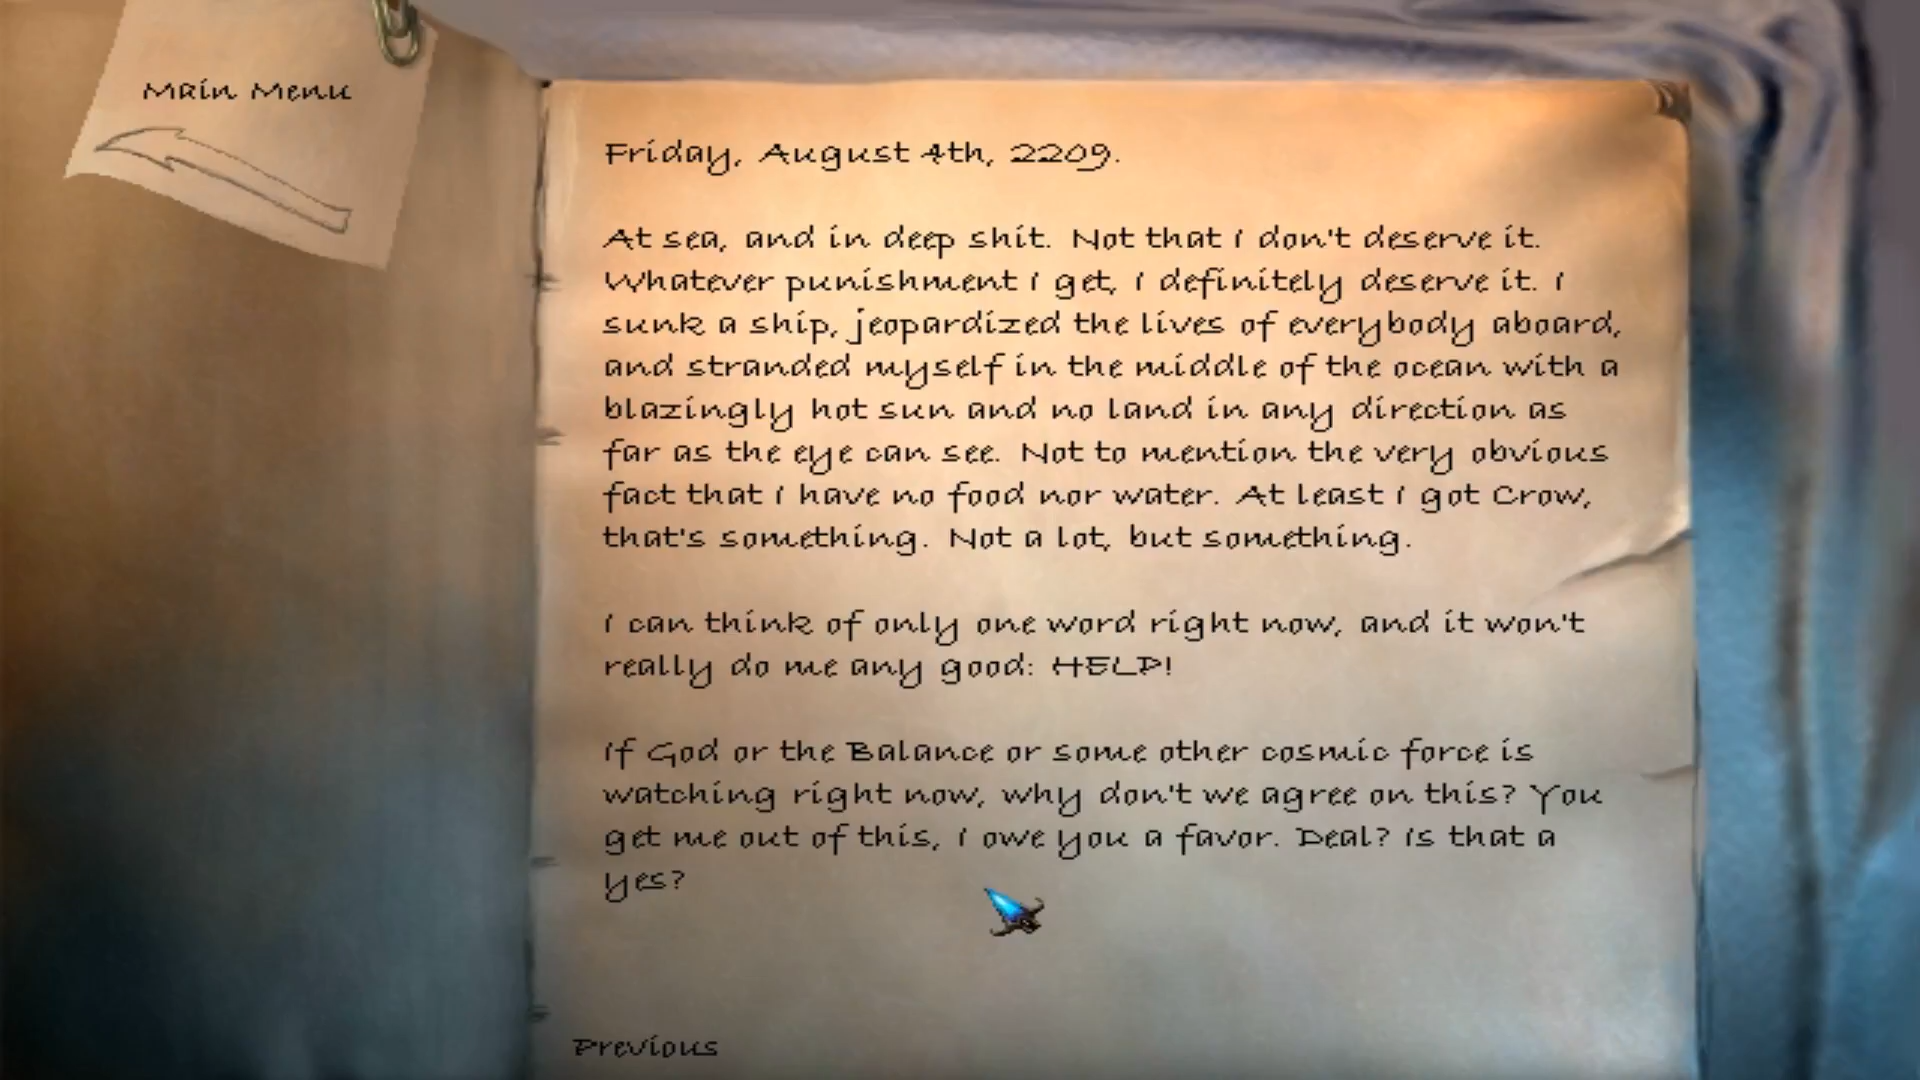 Main Menu
Friday, August 4th, 2209.
At sea, and in deep shit. Not that I don't deserve it.
Whatever punishment I get, I definitely deserve it. I
sunk a ship, jeopardized the lives of everybody aboard,
and stranded myself in the middle of the ocean with a
blazingly hot sun and no land in any direction as
far as the eye can see. Not to mention the very obvious
fact that I have no food nor water. At least I got Crow,
that's something. Not a lot, but something.
I can think of only one word right now, and it won't
really do me any good: HELP!
If God or the Balance or some other cosmic force is
watching right now, why don't we agree on this? You
get me out of this, I owe you a favor. Deal? Is that a
yes?
Previous